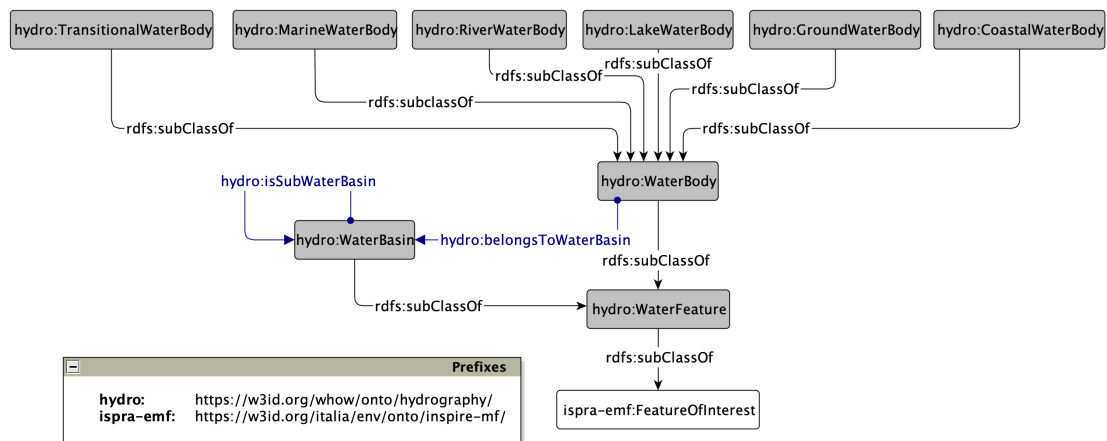 hydro:TransitionalWaterBody
hydro:MarineWaterBody
hydro:RiverWaterBody
hydro:LakeWaterBody
hydro:GroundWaterBody
hydro:CoastalWaterBody
rdfs:subClassOf
rdfs:subClassOf
rdfs:subClassOf
rdfs:subclassOf
rdfs:subClassOf
rdfs:subClassOf
hydro:isSubWaterBasin
hydro:WaterBody
hydro:WaterBasin
hydro:belongsToWaterBasin
rdfs:subClassOf
rdfs:subClassOf
hydro:WaterFeature
rdfs:subClassOf
Prefixes
hydro: https://w3id.org/whow/onto/hydrography/
ispra-emf: https://w3id.org/italia/env/onto/inspire-mf/
ispra-emf:FeatureOfInterest